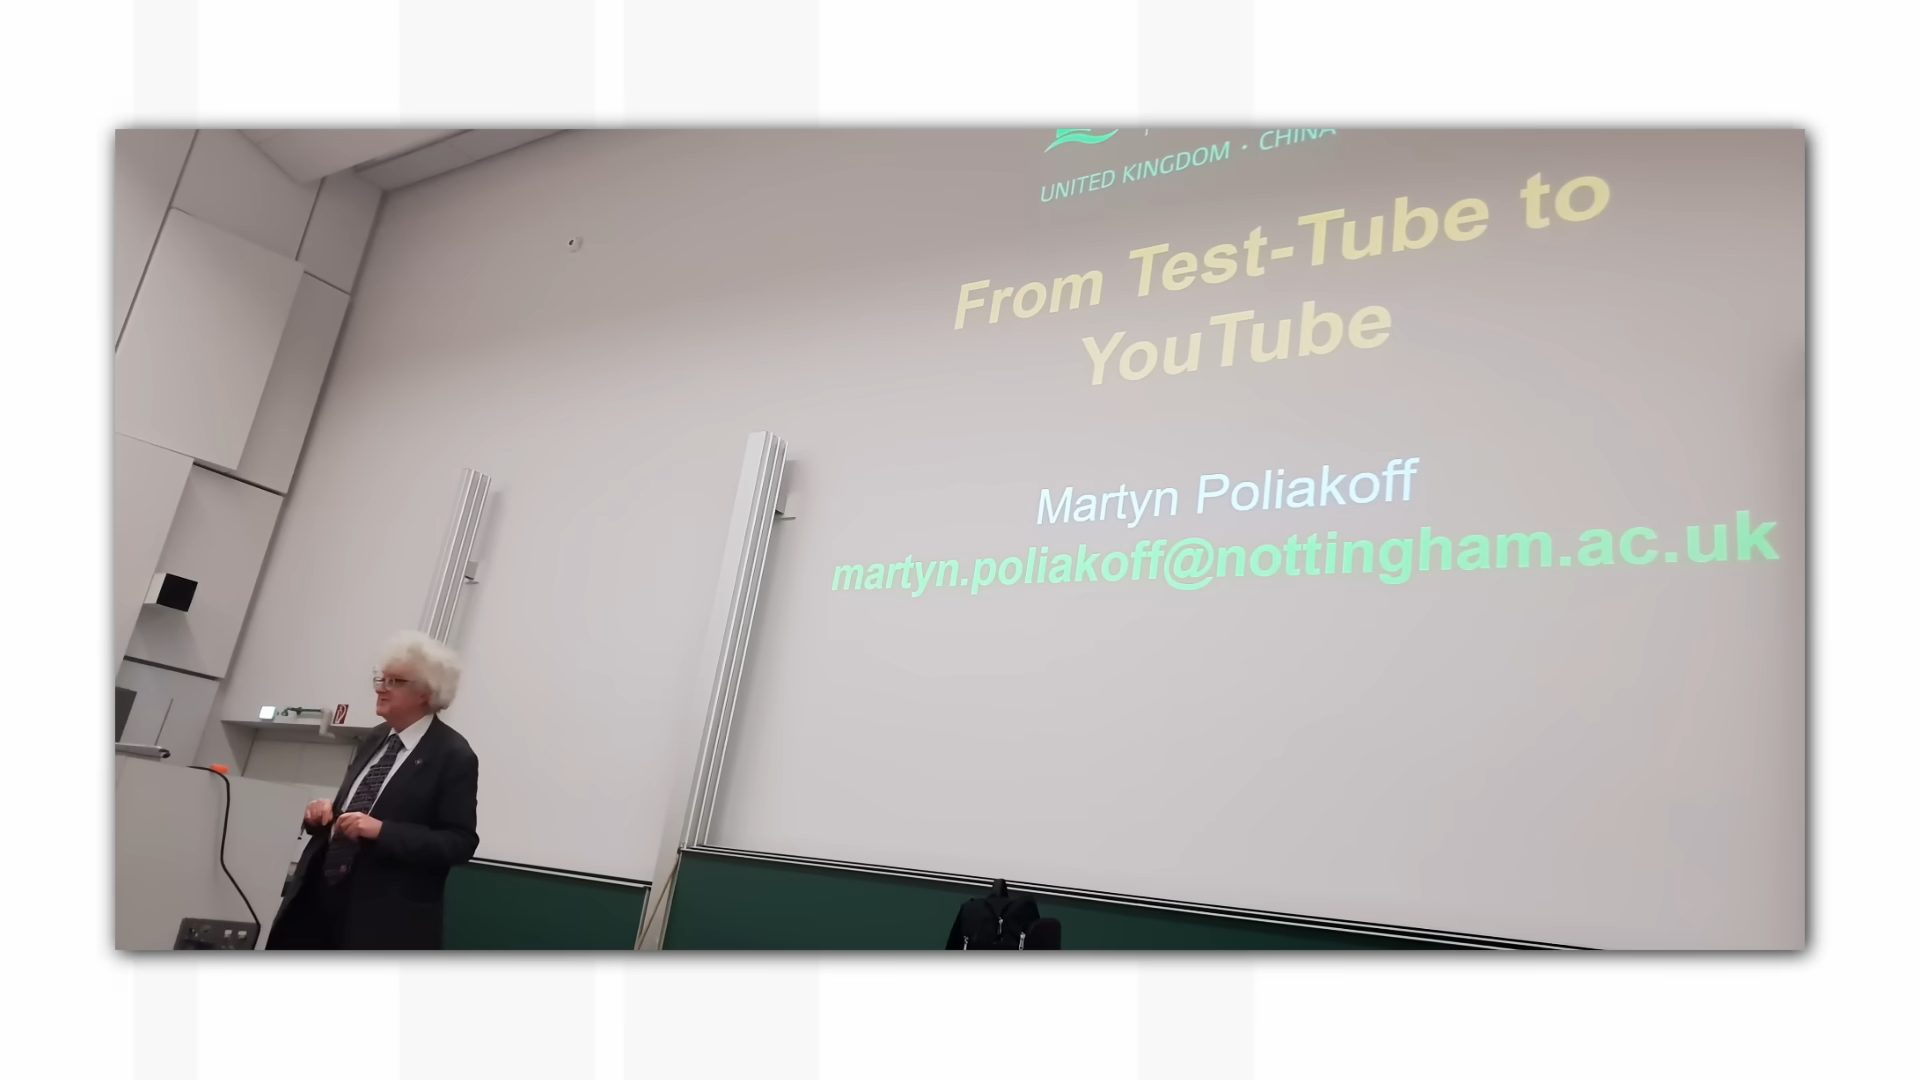 UNITED KINGDOM · CHINA
From Test-Tube to
YouTube
Martyn Poliakoff
martyn.poliakoff@nottingham.ac.uk